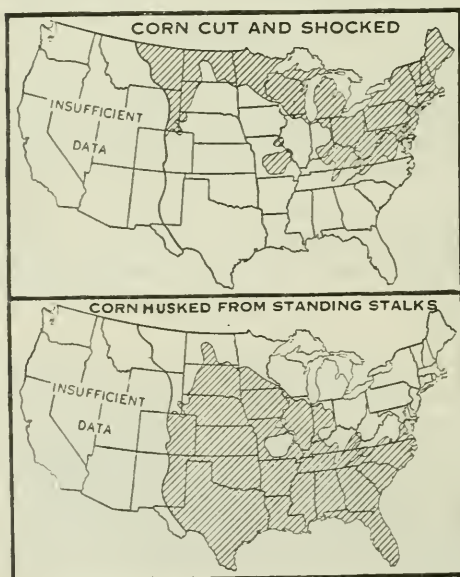 CORN CUT AND SHOCKED
INSUFFICIENT
DATA
CORN HUSKED FROM STANDING STALKS
INSUFFICIENT
DATA